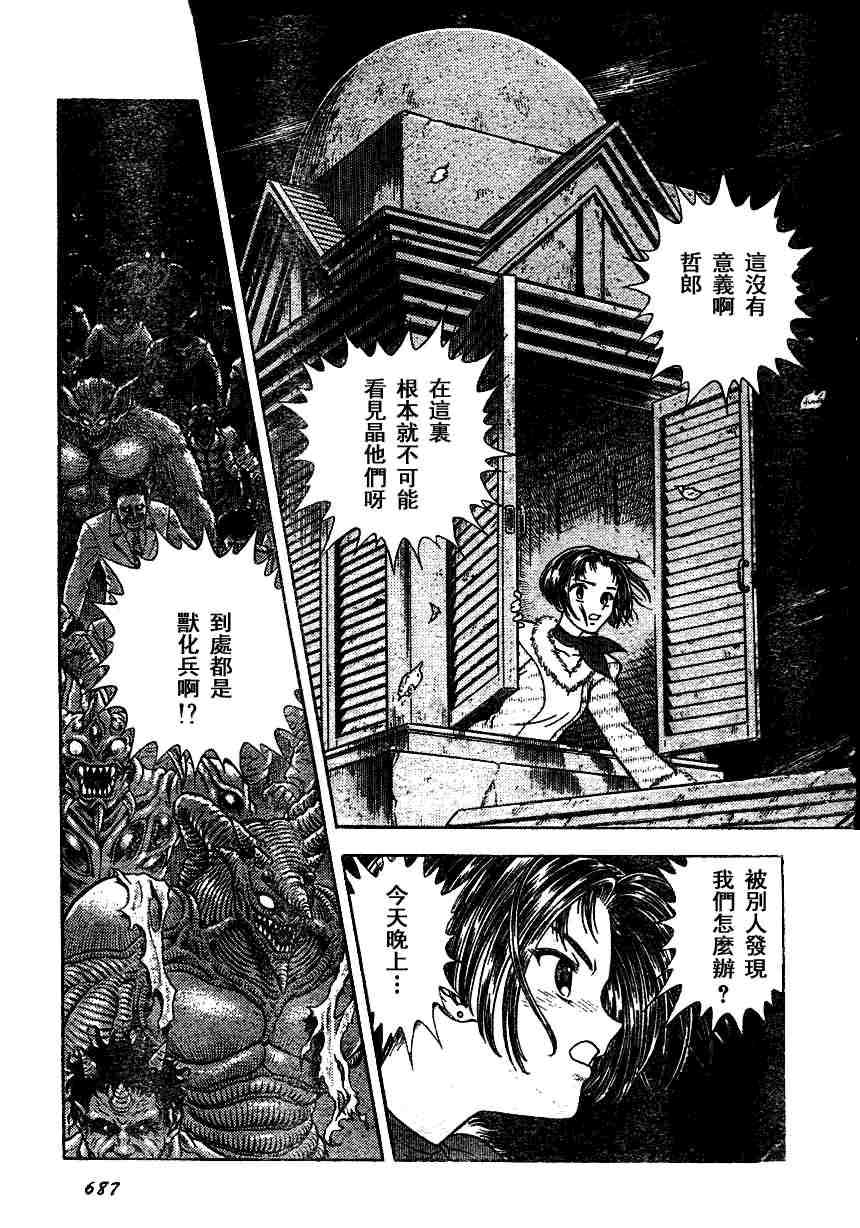 這沒有
意義啊
哲郎
在這裏
根本就不可能
看見晶他們呀
被別人發現
我們怎麼辦?
今天晚上…
到處都是
獸化兵啊!?
687